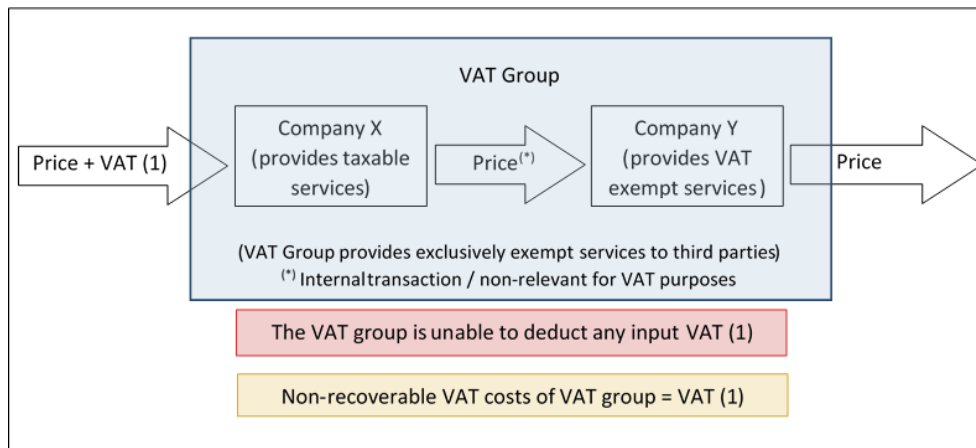 VAT Group
Company X
(provides taxable
services)
Company Y
(provides VAT
exempt services)
Price + VAT (1)
Price(*)
Price
(VAT Group provides exclusively exempt services to third parties)
(*) Internal transaction / non-relevant for VAT purposes
The VAT group is unable to deduct any input VAT (1)
Non-recoverable VAT costs of VAT group = VAT (1)